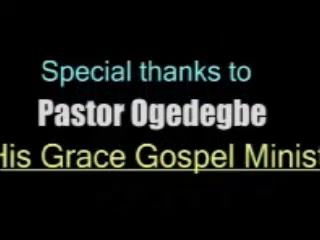 Special thanks to
Pastor Ogedegbe
His Grace Gospel Minist